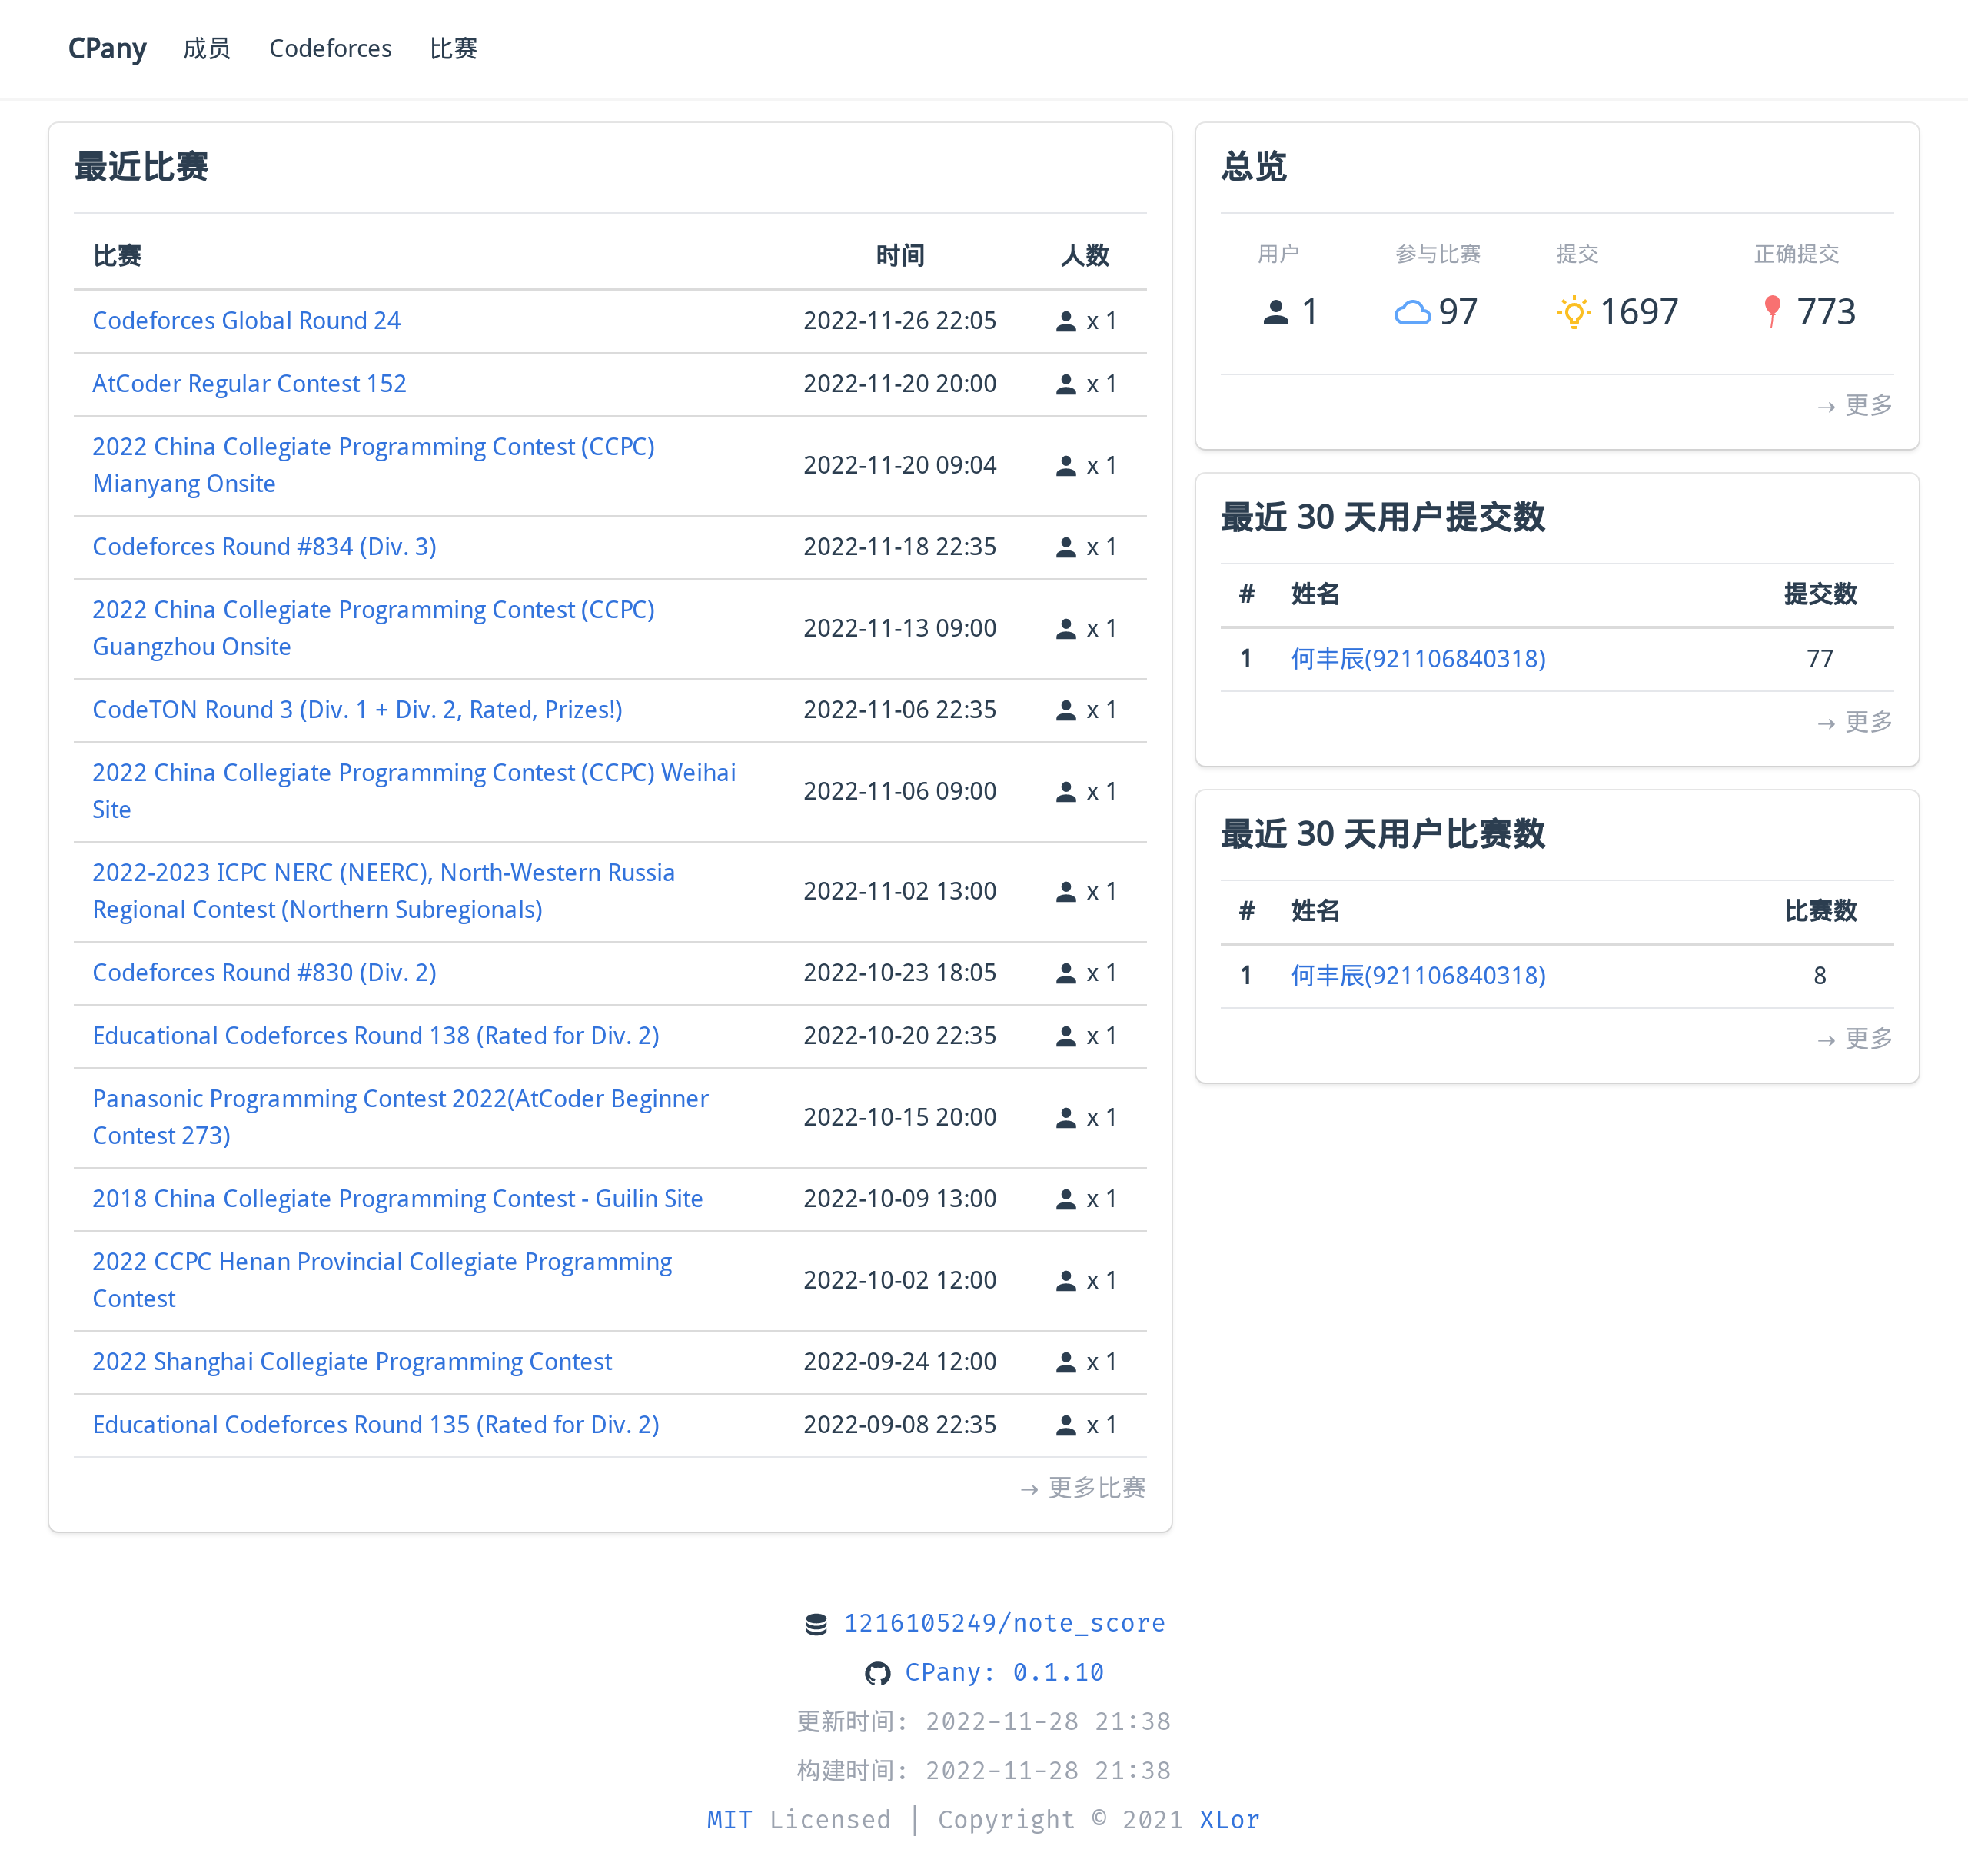 CPany 成员 Codeforces 比赛
最近比赛
比赛 时间 人数
Codeforces Global Round 24 2022-11-26 22:05 x 1
AtCoder Regular Contest 152 2022-11-20 20:00 x 1
2022 China Collegiate Programming Contest (CCPC)
Mianyang Onsite 2022-11-20 09:04 x 1
Codeforces Round #834 (Div. 3) 2022-11-18 22:35 x 1
2022 China Collegiate Programming Contest (CCPC)
Guangzhou Onsite 2022-11-13 09:00 x 1
CodeTON Round 3 (Div. 1 + Div. 2, Rated, Prizes!) 2022-11-06 22:35 x 1
2022 China Collegiate Programming Contest (CCPC) Weihai
Site 2022-11-06 09:00 x 1
2022-2023 ICPC NERC (NEERC), North-Western Russia
Regional Contest (Northern Subregionals) 2022-11-02 13:00 x 1
Codeforces Round #830 (Div. 2) 2022-10-23 18:05 x 1
Educational Codeforces Round 138 (Rated for Div. 2) 2022-10-20 22:35 x 1
Panasonic Programming Contest 2022(AtCoder Beginner
Contest 273) 2022-10-15 20:00 x 1
2018 China Collegiate Programming Contest - Guilin Site 2022-10-09 13:00 x 1
2022 CCPC Henan Provincial Collegiate Programming
Contest 2022-10-02 12:00 x 1
2022 Shanghai Collegiate Programming Contest 2022-09-24 12:00 x 1
Educational Codeforces Round 135 (Rated for Div. 2) 2022-09-08 22:35 x 1
→ 更多比赛
总览
用户 参与比赛 提交 正确提交
1 97 1697 773
→ 更多
最近 30 天用户提交数
# 姓名 提交数
1 何丰辰(921106840318) 77
→ 更多
最近 30 天用户比赛数
# 姓名 比赛数
1 何丰辰(921106840318) 8
→ 更多
1216105249/note_score
CPany: 0.1.10
更新时间: 2022-11-28 21:38
构建时间: 2022-11-28 21:38
MIT Licensed | Copyright © 2021 XLor